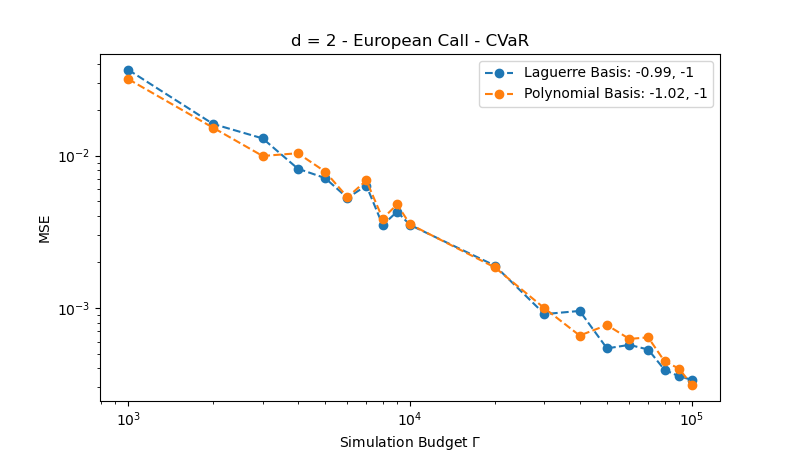 d = 2 - European Call - CVaR
Laguerre Basis: -0.99, -1
Polynomial Basis: -1.02, -1
MSE
10⁻²
10⁻³
10³
10⁴
10⁵
Simulation Budget Γ